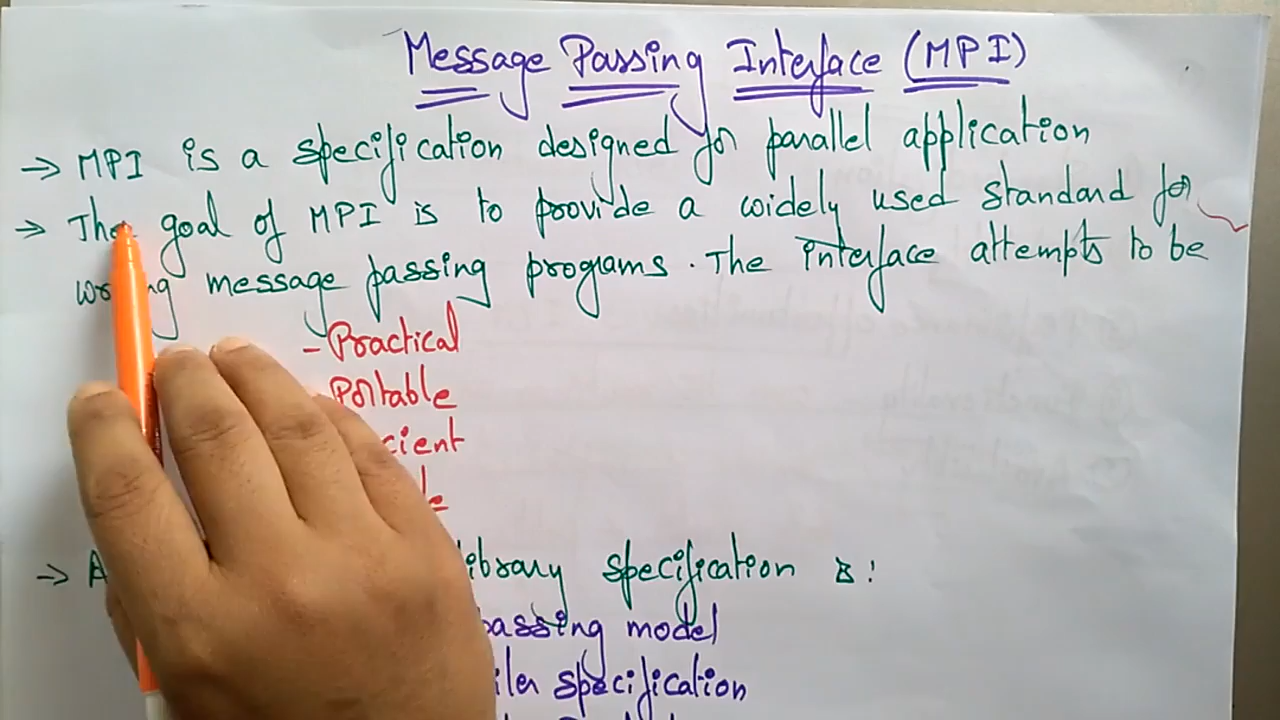 Message Passing Interface (MPI)
→ MPI is a specification designed for parallel application
→ The goal of MPI is to provide a widely used standard for
message passing programs. The interface attempts to be
- Practical
Portable
library specification is:
passing model
specification